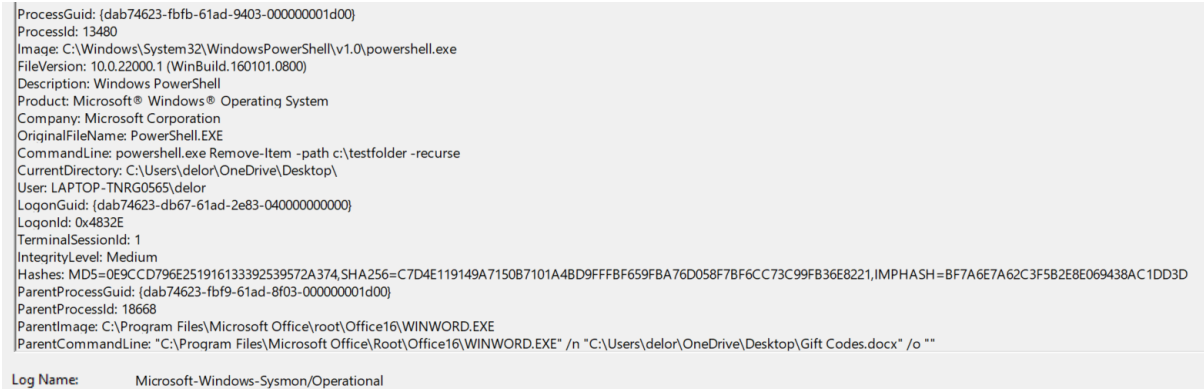 ProcessGuid: {dab74623-fbfb-61ad-9403-000000001d00}
ProcessId: 13480
Image: C:\Windows\System32\WindowsPowerShell\v1.0\powershell.exe
FileVersion: 10.0.22000.1 (WinBuild.160101.0800)
Description: Windows PowerShell
Product: Microsoft® Windows® Operating System
Company: Microsoft Corporation
OriginalFileName: PowerShell.EXE
CommandLine: powershell.exe Remove-Item -path c:\testfolder -recurse
CurrentDirectory: C:\Users\delor\OneDrive\Desktop\
User: LAPTOP-TNRG0565\delor
LogonGuid: {dab74623-db67-61ad-2e83-040000000000}
LogonId: 0x4832E
TerminalSessionId: 1
IntegrityLevel: Medium
Hashes: MD5=0E9CCD796E251916133392539572A374,SHA256=C7D4E119149A7150B7101A4BD9FFFBF659FBA76D058F7BF6CC73C99FB36E8221,IMPHASH=BF7A6E7A62C3F5B2E8E069438AC1DD3D
ParentProcessGuid: {dab74623-fbf9-61ad-8f03-000000001d00}
ParentProcessId: 18668
ParentImage: C:\Program Files\Microsoft Office\root\Office16\WINWORD.EXE
ParentCommandLine: "C:\Program Files\Microsoft Office\Root\Office16\WINWORD.EXE" /n "C:\Users\delor\OneDrive\Desktop\Gift Codes.docx" /o ""
Log Name: Microsoft-Windows-Sysmon/Operational